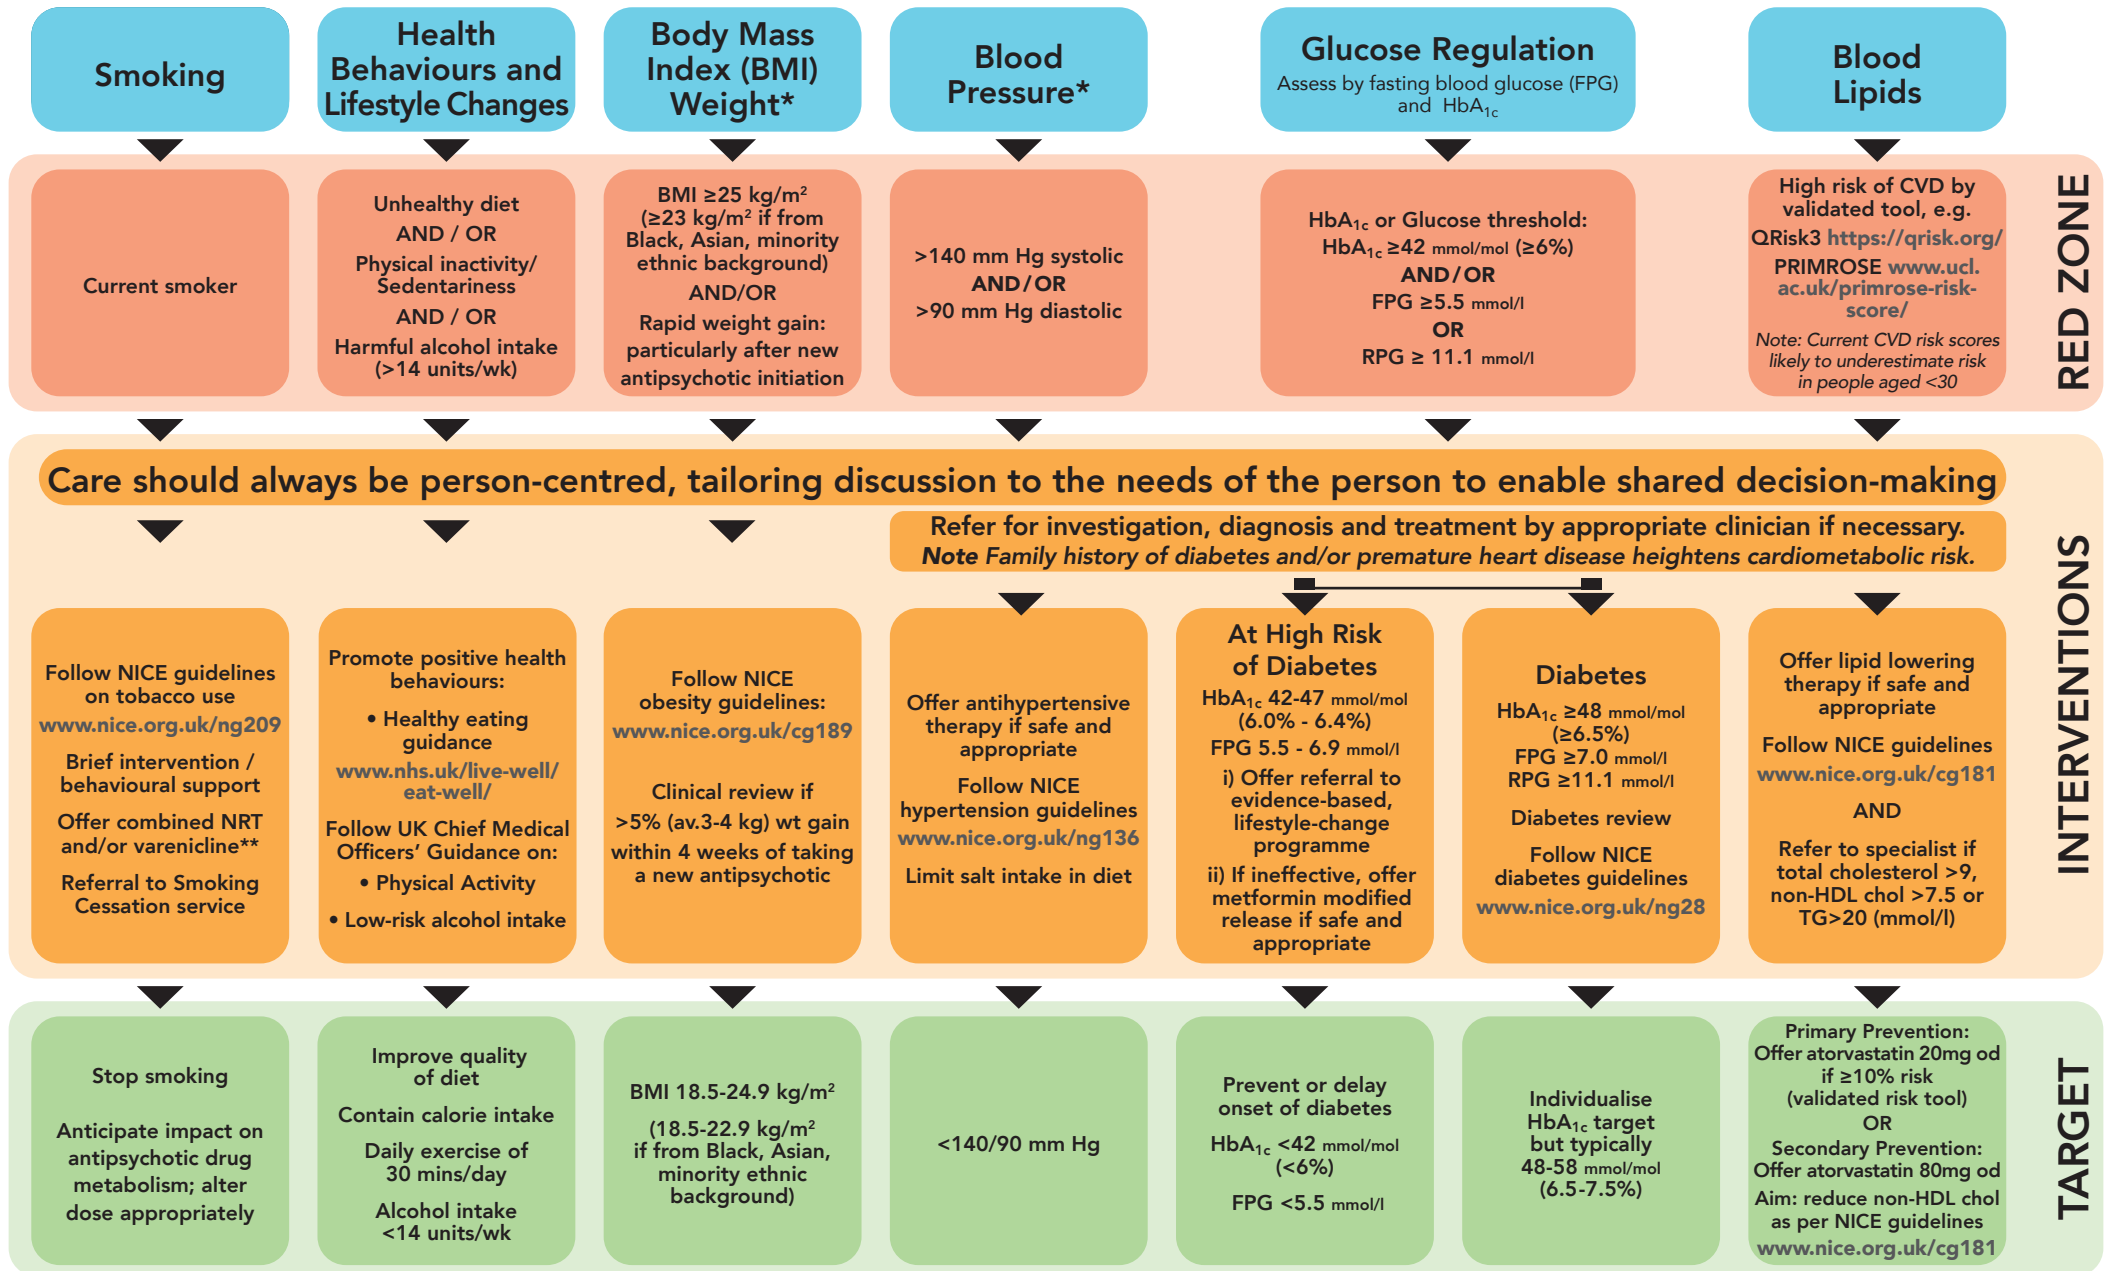 Smoking
Health
Behaviours and
Lifestyle Changes
Body Mass
Index (BMI)
Weight*
Blood
Pressure*
Glucose Regulation
Assess by fasting blood glucose (FPG)
and HbA1c
Blood
Lipids
RED ZONE
Current smoker
Unhealthy diet
AND / OR
Physical inactivity/
Sedentariness
AND / OR
Harmful alcohol intake
(>14 units/wk)
BMI ≥25 kg/m²
(≥23 kg/m² if from
Black, Asian, minority
ethnic background)
AND/OR
Rapid weight gain:
particularly after new
antipsychotic initiation
>140 mm Hg systolic
AND/OR
>90 mm Hg diastolic
HbA1c or Glucose threshold:
HbA1c ≥42 mmol/mol (≥6%)
AND/OR
FPG ≥5.5 mmol/l
OR
RPG ≥ 11.1 mmol/l
High risk of CVD by
validated tool, e.g.
QRisk3 https://qrisk.org/
PRIMROSE www.ucl.
ac.uk/primrose-risk-
score/
Note: Current CVD risk scores
likely to underestimate risk
in people aged <30
INTERVENTIONS
Care should always be person-centred, tailoring discussion to the needs of the person to enable shared decision-making
Refer for investigation, diagnosis and treatment by appropriate clinician if necessary.
Note Family history of diabetes and/or premature heart disease heightens cardiometabolic risk.
Follow NICE guidelines
on tobacco use
www.nice.org.uk/ng209
Brief intervention /
behavioural support
Offer combined NRT
and/or varenicline**
Referral to Smoking
Cessation service
Promote positive health
behaviours:
• Healthy eating
guidance
www.nhs.uk/live-well/
eat-well/
Follow UK Chief Medical
Officers' Guidance on:
• Physical Activity
• Low-risk alcohol intake
Follow NICE
obesity guidelines:
www.nice.org.uk/cg189
Clinical review if
>5% (av.3-4 kg) wt gain
within 4 weeks of taking
a new antipsychotic
Offer antihypertensive
therapy if safe and
appropriate
Follow NICE
hypertension guidelines
www.nice.org.uk/ng136
Limit salt intake in diet
At High Risk
of Diabetes
HbA1c 42-47 mmol/mol
(6.0% - 6.4%)
FPG 5.5 - 6.9 mmol/l
i) Offer referral to
evidence-based,
lifestyle-change
programme
ii) If ineffective, offer
metformin modified
release if safe and
appropriate
Diabetes
HbA1c ≥48 mmol/mol
(≥6.5%)
FPG ≥7.0 mmol/l
RPG ≥11.1 mmol/l
Diabetes review
Follow NICE
diabetes guidelines
www.nice.org.uk/ng28
Offer lipid lowering
therapy if safe and
appropriate
Follow NICE guidelines
www.nice.org.uk/cg181
AND
Refer to specialist if
total cholesterol >9,
non-HDL chol >7.5 or
TG>20 (mmol/l)
TARGET
Stop smoking
Anticipate impact on
antipsychotic drug
metabolism; alter
dose appropriately
Improve quality
of diet
Contain calorie intake
Daily exercise of
30 mins/day
Alcohol intake
<14 units/wk
BMI 18.5-24.9 kg/m²
(18.5-22.9 kg/m²
if from Black, Asian,
minority ethnic
background)
<140/90 mm Hg
Prevent or delay
onset of diabetes
HbA1c <42 mmol/mol
(<6%)
FPG <5.5 mmol/l
Individualise
HbA1c target
but typically
48-58 mmol/mol
(6.5-7.5%)
Primary Prevention:
Offer atorvastatin 20mg od
if ≥10% risk
(validated risk tool)
OR
Secondary Prevention:
Offer atorvastatin 80mg od
Aim: reduce non-HDL chol
as per NICE guidelines
www.nice.org.uk/cg181